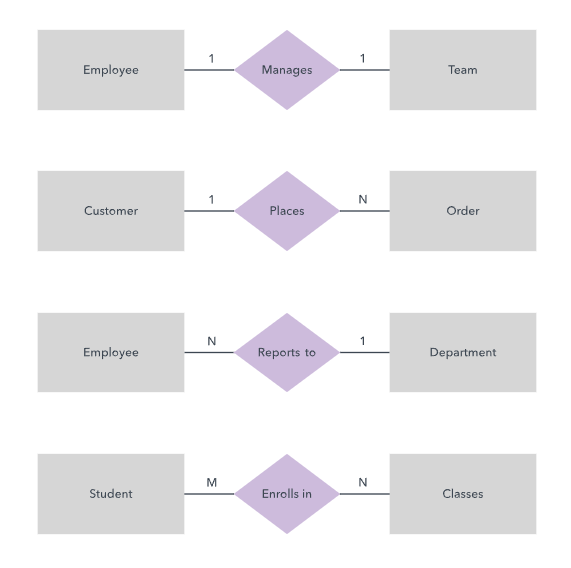 Employee 1 Manages 1 Team
Customer 1 Places N Order
Employee N Reports to 1 Department
Student M Enrolls in N Classes